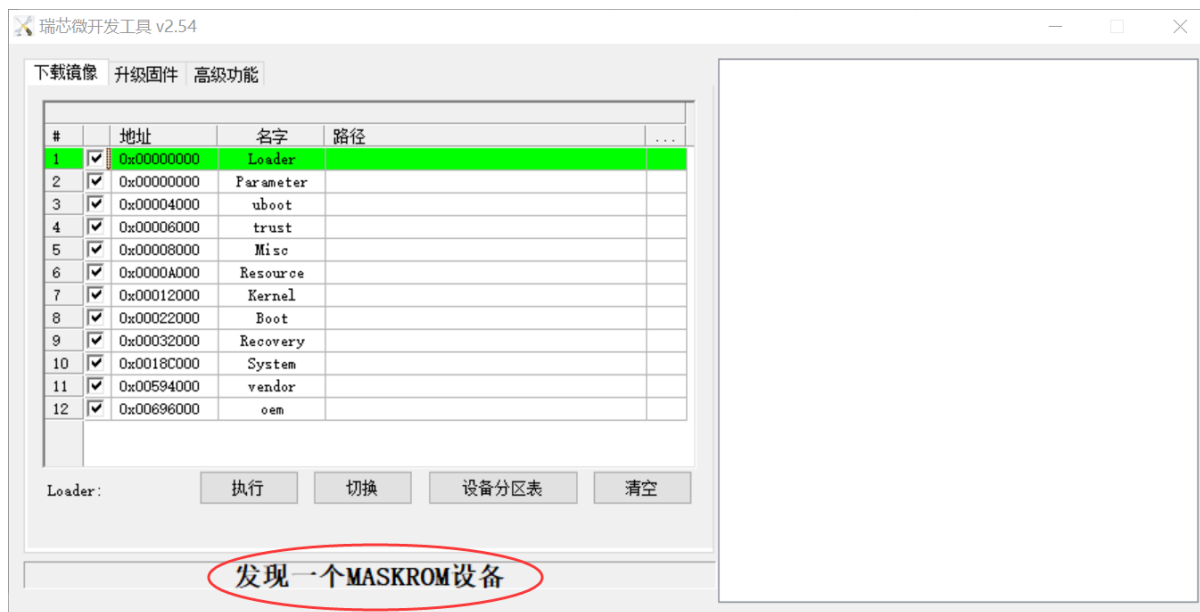 瑞芯微开发工具 v2.54
下载镜像 升级固件 高级功能
# 地址 名字 路径 ...
1 0x00000000 Loader
2 0x00000000 Parameter
3 0x00004000 uboot
4 0x00006000 trust
5 0x00008000 Misc
6 0x0000A000 Resource
7 0x00012000 Kernel
8 0x00022000 Boot
9 0x00032000 Recovery
10 0x0018C000 System
11 0x00594000 vendor
12 0x00696000 oem
Loader: 执行 切换 设备分区表 清空
发现一个MASKROM设备